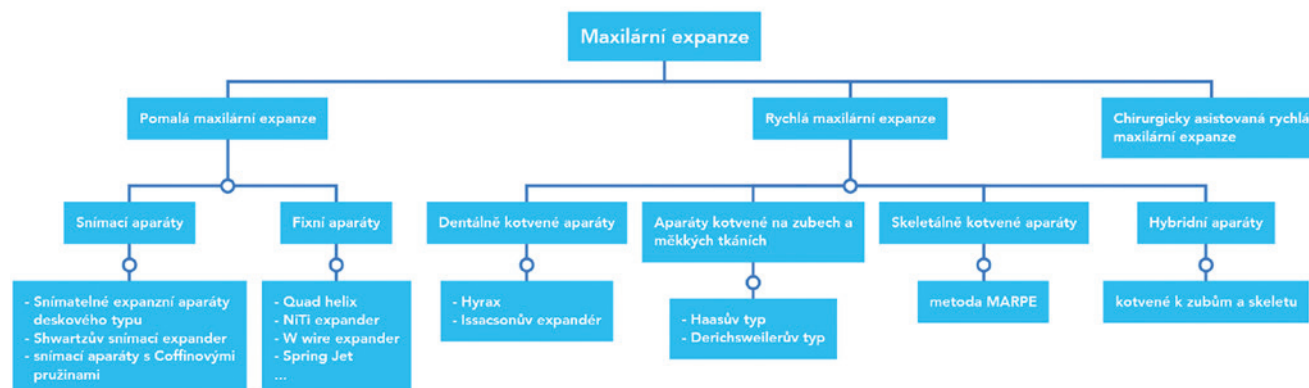 Maxilární expanze
Pomalá maxilární expanze
Rychlá maxilární expanze
Chirurgicky asistovaná rychlá
maxilární expanze
Snímací aparáty
Fixní aparáty
Dentálně kotvené aparáty
Aparáty kotvené na zubech a
měkkých tkáních
Skeletálně kotvené aparáty
Hybridní aparáty
- Snímatelné expanzní aparáty
deskového typu
- Shwartzův snímací expander
- snímací aparáty s Coffinovými
pružinami
- Quad helix
- NiTi expander
- W wire expander
- Spring Jet
...
- Hyrax
- Issacsonův expandér
- Haasův typ
- Derichsweilerův typ
metoda MARPE
kotvené k zubům a skeletu